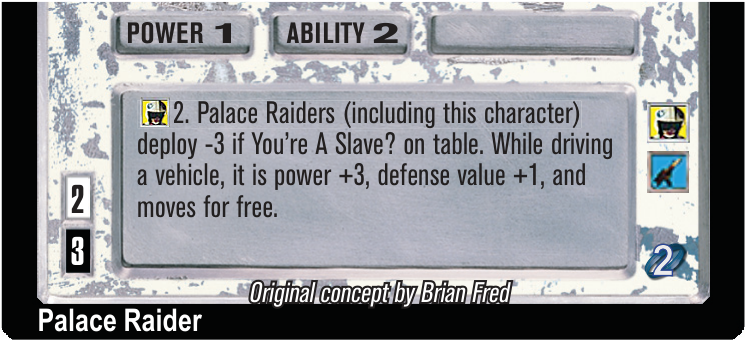 POWER 1 ABILITY 2
2. Palace Raiders (including this character)
deploy -3 if You're A Slave? on table. While driving
a vehicle, it is power +3, defense value +1, and
moves for free.
2
3
2
Original concept by Brian Fred
Palace Raider